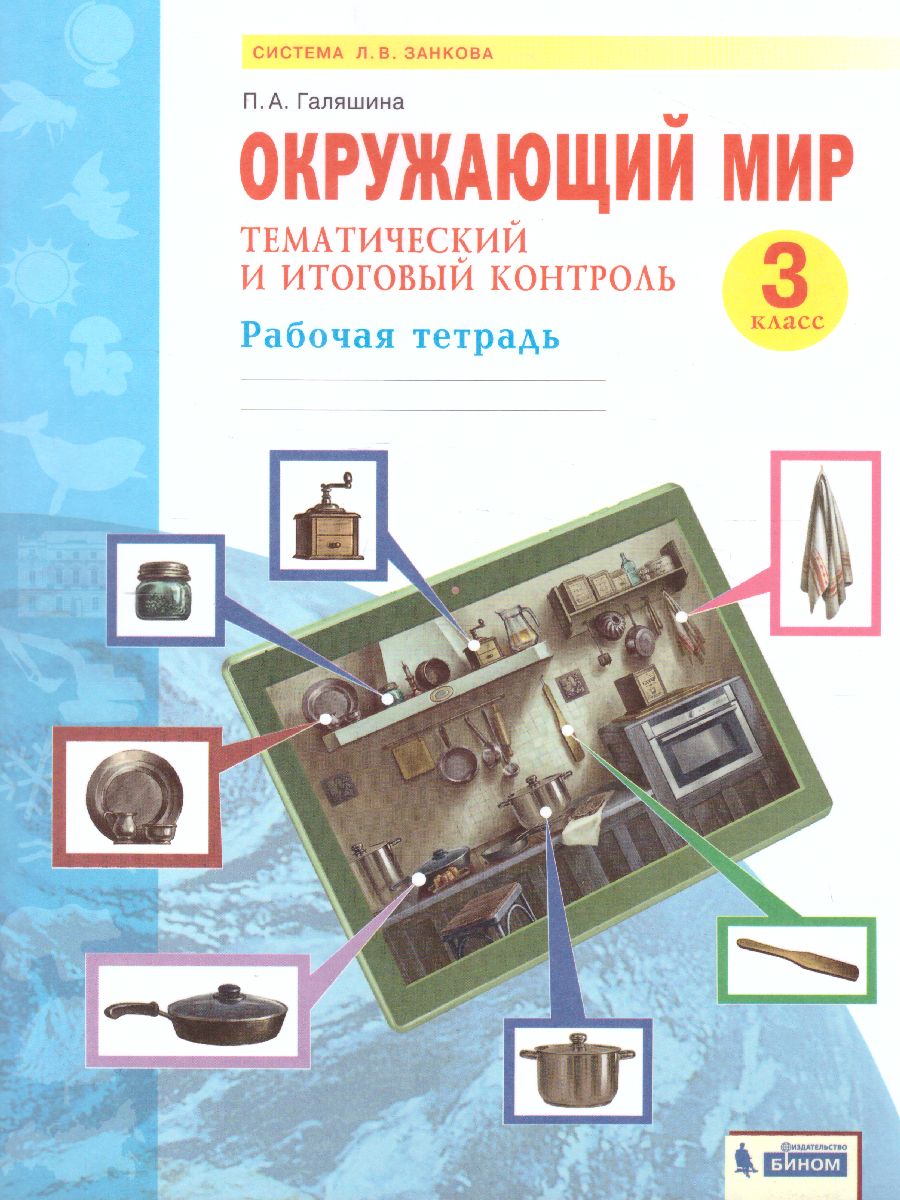 СИСТЕМА Л. В. ЗАНКОВА
П. А. Галяшина
ОКРУЖАЮЩИЙ МИР
ТЕМАТИЧЕСКИЙ
И ИТОГОВЫЙ КОНТРОЛЬ
3
класс
Рабочая тетрадь
ИЗДАТЕЛЬСТВО
БИНОМ